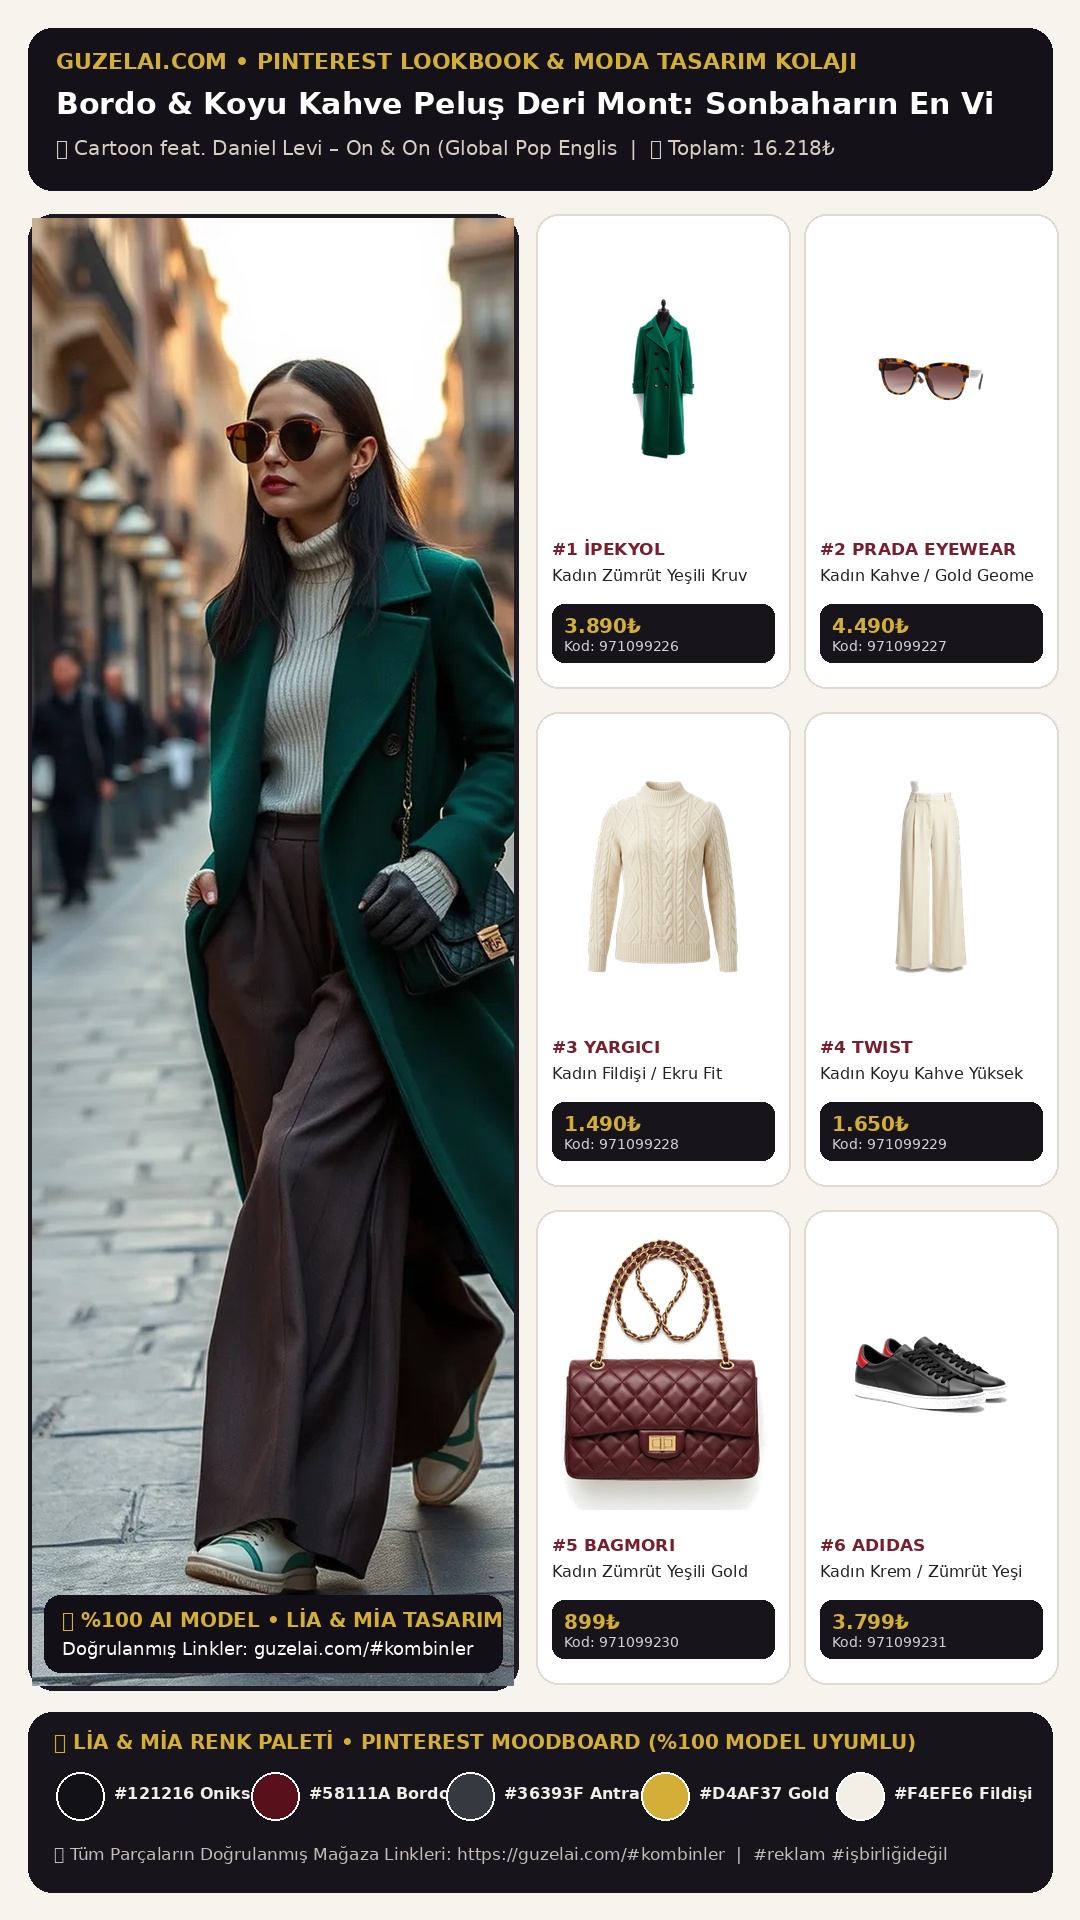 GUZELAI.COM • PINTEREST LOOKBOOK & MODA TASARIM KOLAJI
Bordo & Koyu Kahve Peluş Deri Mont: Sonbaharın En Vi
Cartoon feat. Daniel Levi – On & On (Global Pop Englis | Toplam: 16.218₺
#1 İPEKYOL
Kadın Zümrüt Yeşili Kruv
3.890₺
Kod: 971099226
#2 PRADA EYEWEAR
Kadın Kahve / Gold Geome
4.490₺
Kod: 971099227
#3 YARGICI
Kadın Fildişi / Ekru Fit
1.490₺
Kod: 971099228
#4 TWIST
Kadın Koyu Kahve Yüksek
1.650₺
Kod: 971099229
#5 BAGMORI
Kadın Zümrüt Yeşili Gold
899₺
Kod: 971099230
#6 ADIDAS
Kadın Krem / Zümrüt Yeşi
3.799₺
Kod: 971099231
%100 AI MODEL • LİA & MİA TASARIM
Doğrulanmış Linkler: guzelai.com/#kombinler
LİA & MİA RENK PALETİ • PINTEREST MOODBOARD (%100 MODEL UYUMLU)
#121216 Oniks #58111A Bordo #36393F Antra #D4AF37 Gold #F4EFE6 Fildişi
Tüm Parçaların Doğrulanmış Mağaza Linkleri: https://guzelai.com/#kombinler | #reklam #işbirliğideğil